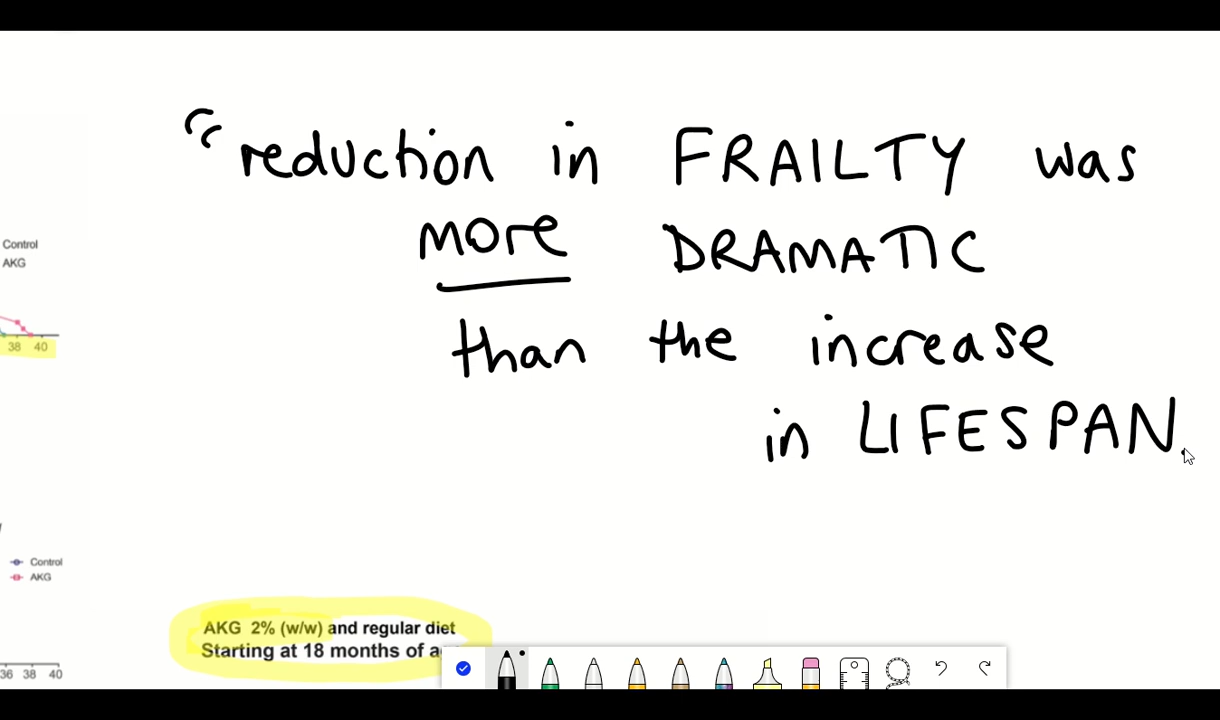 “reduction in FRAILTY was
more DRAMATIC
than the increase
in LIFESPAN.
Control
AKG
38 40
Control
AKG
AKG 2% (w/w) and regular diet
Starting at 18 months of a
36 38 40